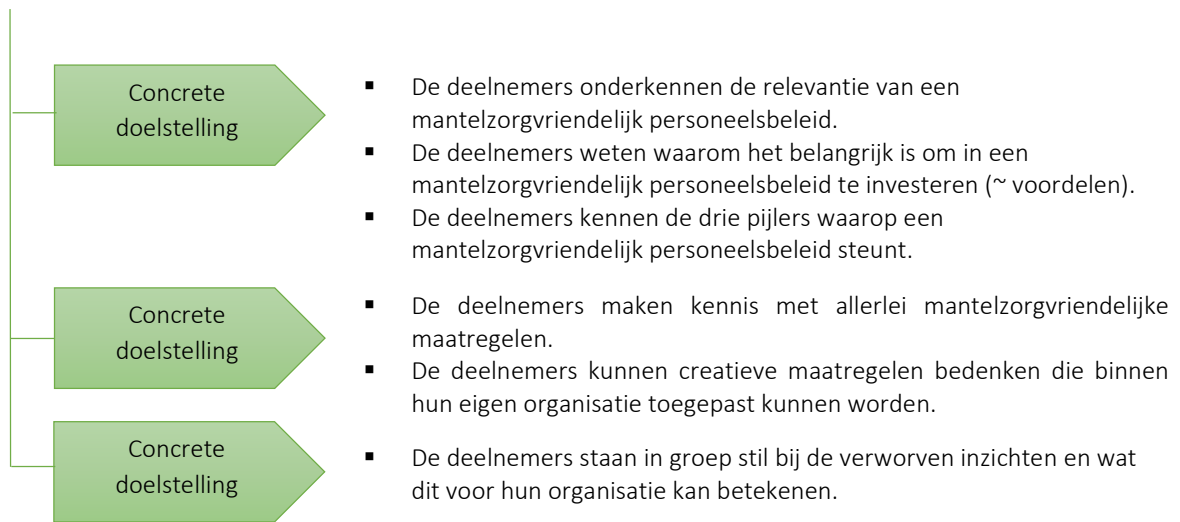 Concrete
doelstelling
▪ De deelnemers onderkennen de relevantie van een
mantelzorgvriendelijk personeelsbeleid.
▪ De deelnemers weten waarom het belangrijk is om in een
mantelzorgvriendelijk personeelsbeleid te investeren (~ voordelen).
▪ De deelnemers kennen de drie pijlers waarop een
mantelzorgvriendelijk personeelsbeleid steunt.
Concrete
doelstelling
▪ De deelnemers maken kennis met allerlei mantelzorgvriendelijke
maatregelen.
▪ De deelnemers kunnen creatieve maatregelen bedenken die binnen
hun eigen organisatie toegepast kunnen worden.
Concrete
doelstelling
▪ De deelnemers staan in groep stil bij de verworven inzichten en wat
dit voor hun organisatie kan betekenen.